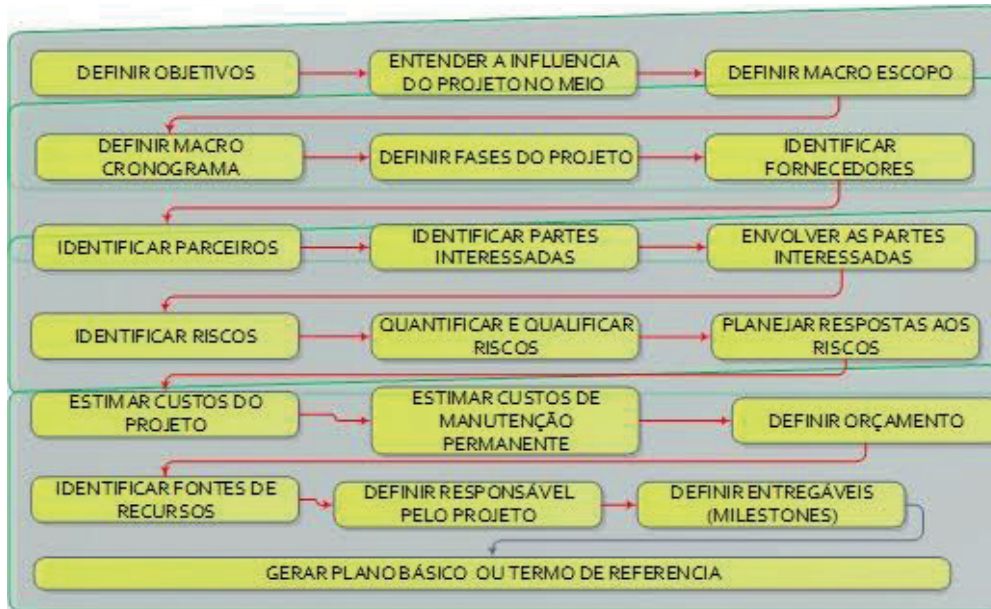 DEFINIR OBJETIVOS
ENTENDER A INFLUENCIA
DO PROJETO NO MEIO
DEFINIR MACRO ESCOPO
DEFINIR MACRO
CRONOGRAMA
DEFINIR FASES DO PROJETO
IDENTIFICAR
FORNECEDORES
IDENTIFICAR PARCEIROS
IDENTIFICAR PARTES
INTERESSADAS
ENVOLVER AS PARTES
INTERESSADAS
IDENTIFICAR RISCOS
QUANTIFICAR E QUALIFICAR
RISCOS
PLANEJAR RESPOSTAS AOS
RISCOS
ESTIMAR CUSTOS DO
PROJETO
ESTIMAR CUSTOS DE
MANUTENÇÃO
PERMANENTE
DEFINIR ORÇAMENTO
IDENTIFICAR FONTES DE
RECURSOS
DEFINIR RESPONSÁVEL
PELO PROJETO
DEFINIR ENTREGÁVEIS
(MILESTONES)
GERAR PLANO BÁSICO OU TERMO DE REFERENCIA